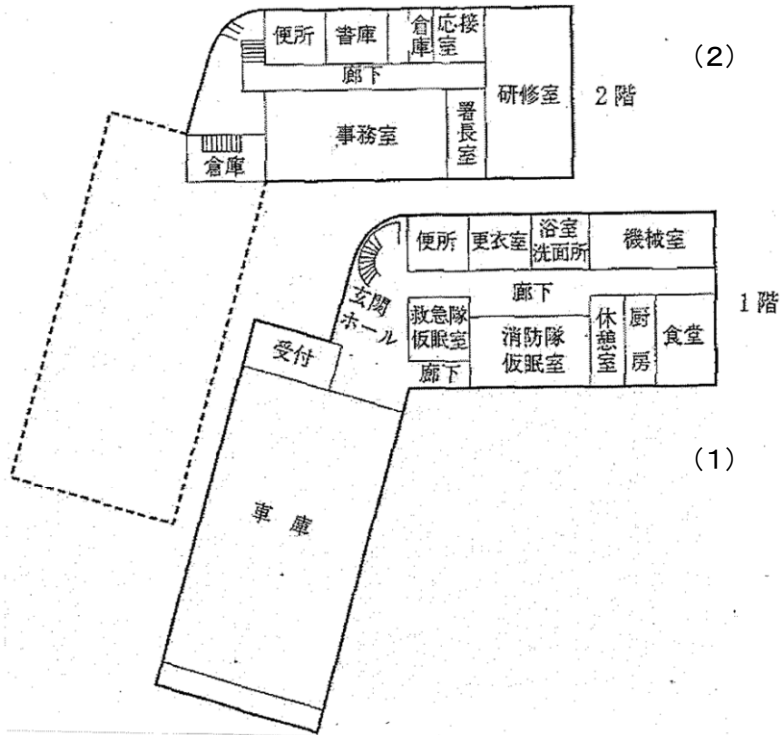 便所
書庫
倉庫
応接室
(2)
廊下
研修室
2階
事務室
署長室
倉庫
便所
更衣室
浴室
洗面所
機械室
廊下
1階
玄関
ホール
救急隊
仮眠室
消防隊
仮眠室
休憩室
厨房
食堂
受付
廊下
(1)
車庫